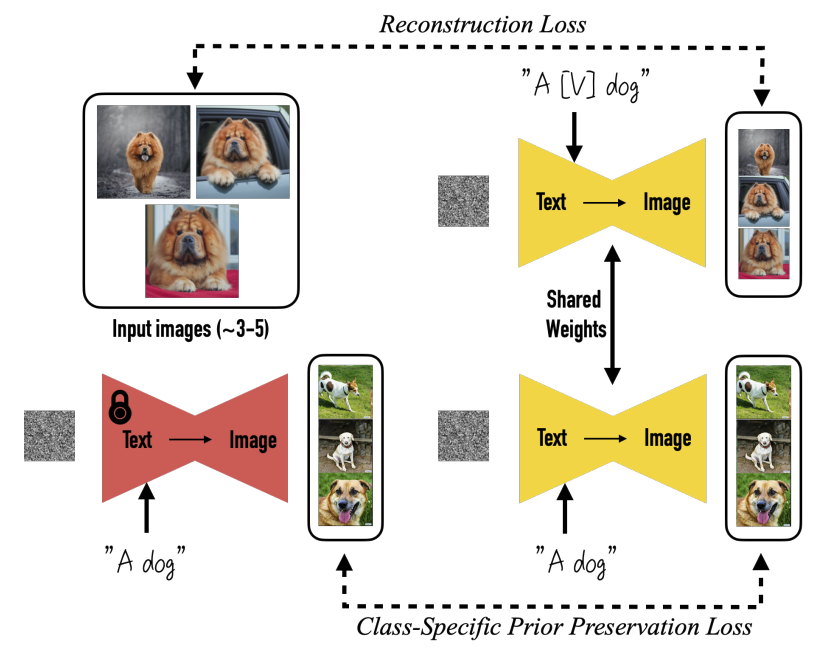 Reconstruction Loss
"A [V] dog"
Text
Image
Input images (~3-5)
Shared
Weights
Text
Image
Text
Image
"A dog"
"A dog"
Class-Specific Prior Preservation Loss